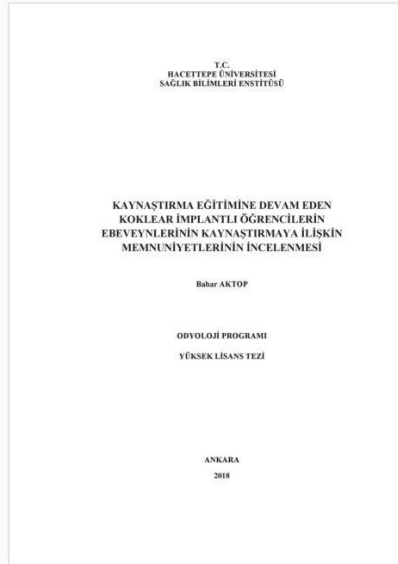 T.C.
HACETTEPE ÜNİVERSİTESİ
SAĞLIK BİLİMLERİ ENSTİTÜSÜ
KAYNAŞTIRMA EĞİTİMİNE DEVAM EDEN
KOKLEAR İMPLANTLI ÖĞRENCİLERİN
EBEVEYNLERİNİN KAYNAŞTIRMAYA İLİŞKİN
MEMNUNİYETLERİNİN İNCELENMESİ
Bahar AKTOP
ODYOLOJİ PROGRAMI
YÜKSEK LİSANS TEZİ
ANKARA
2018